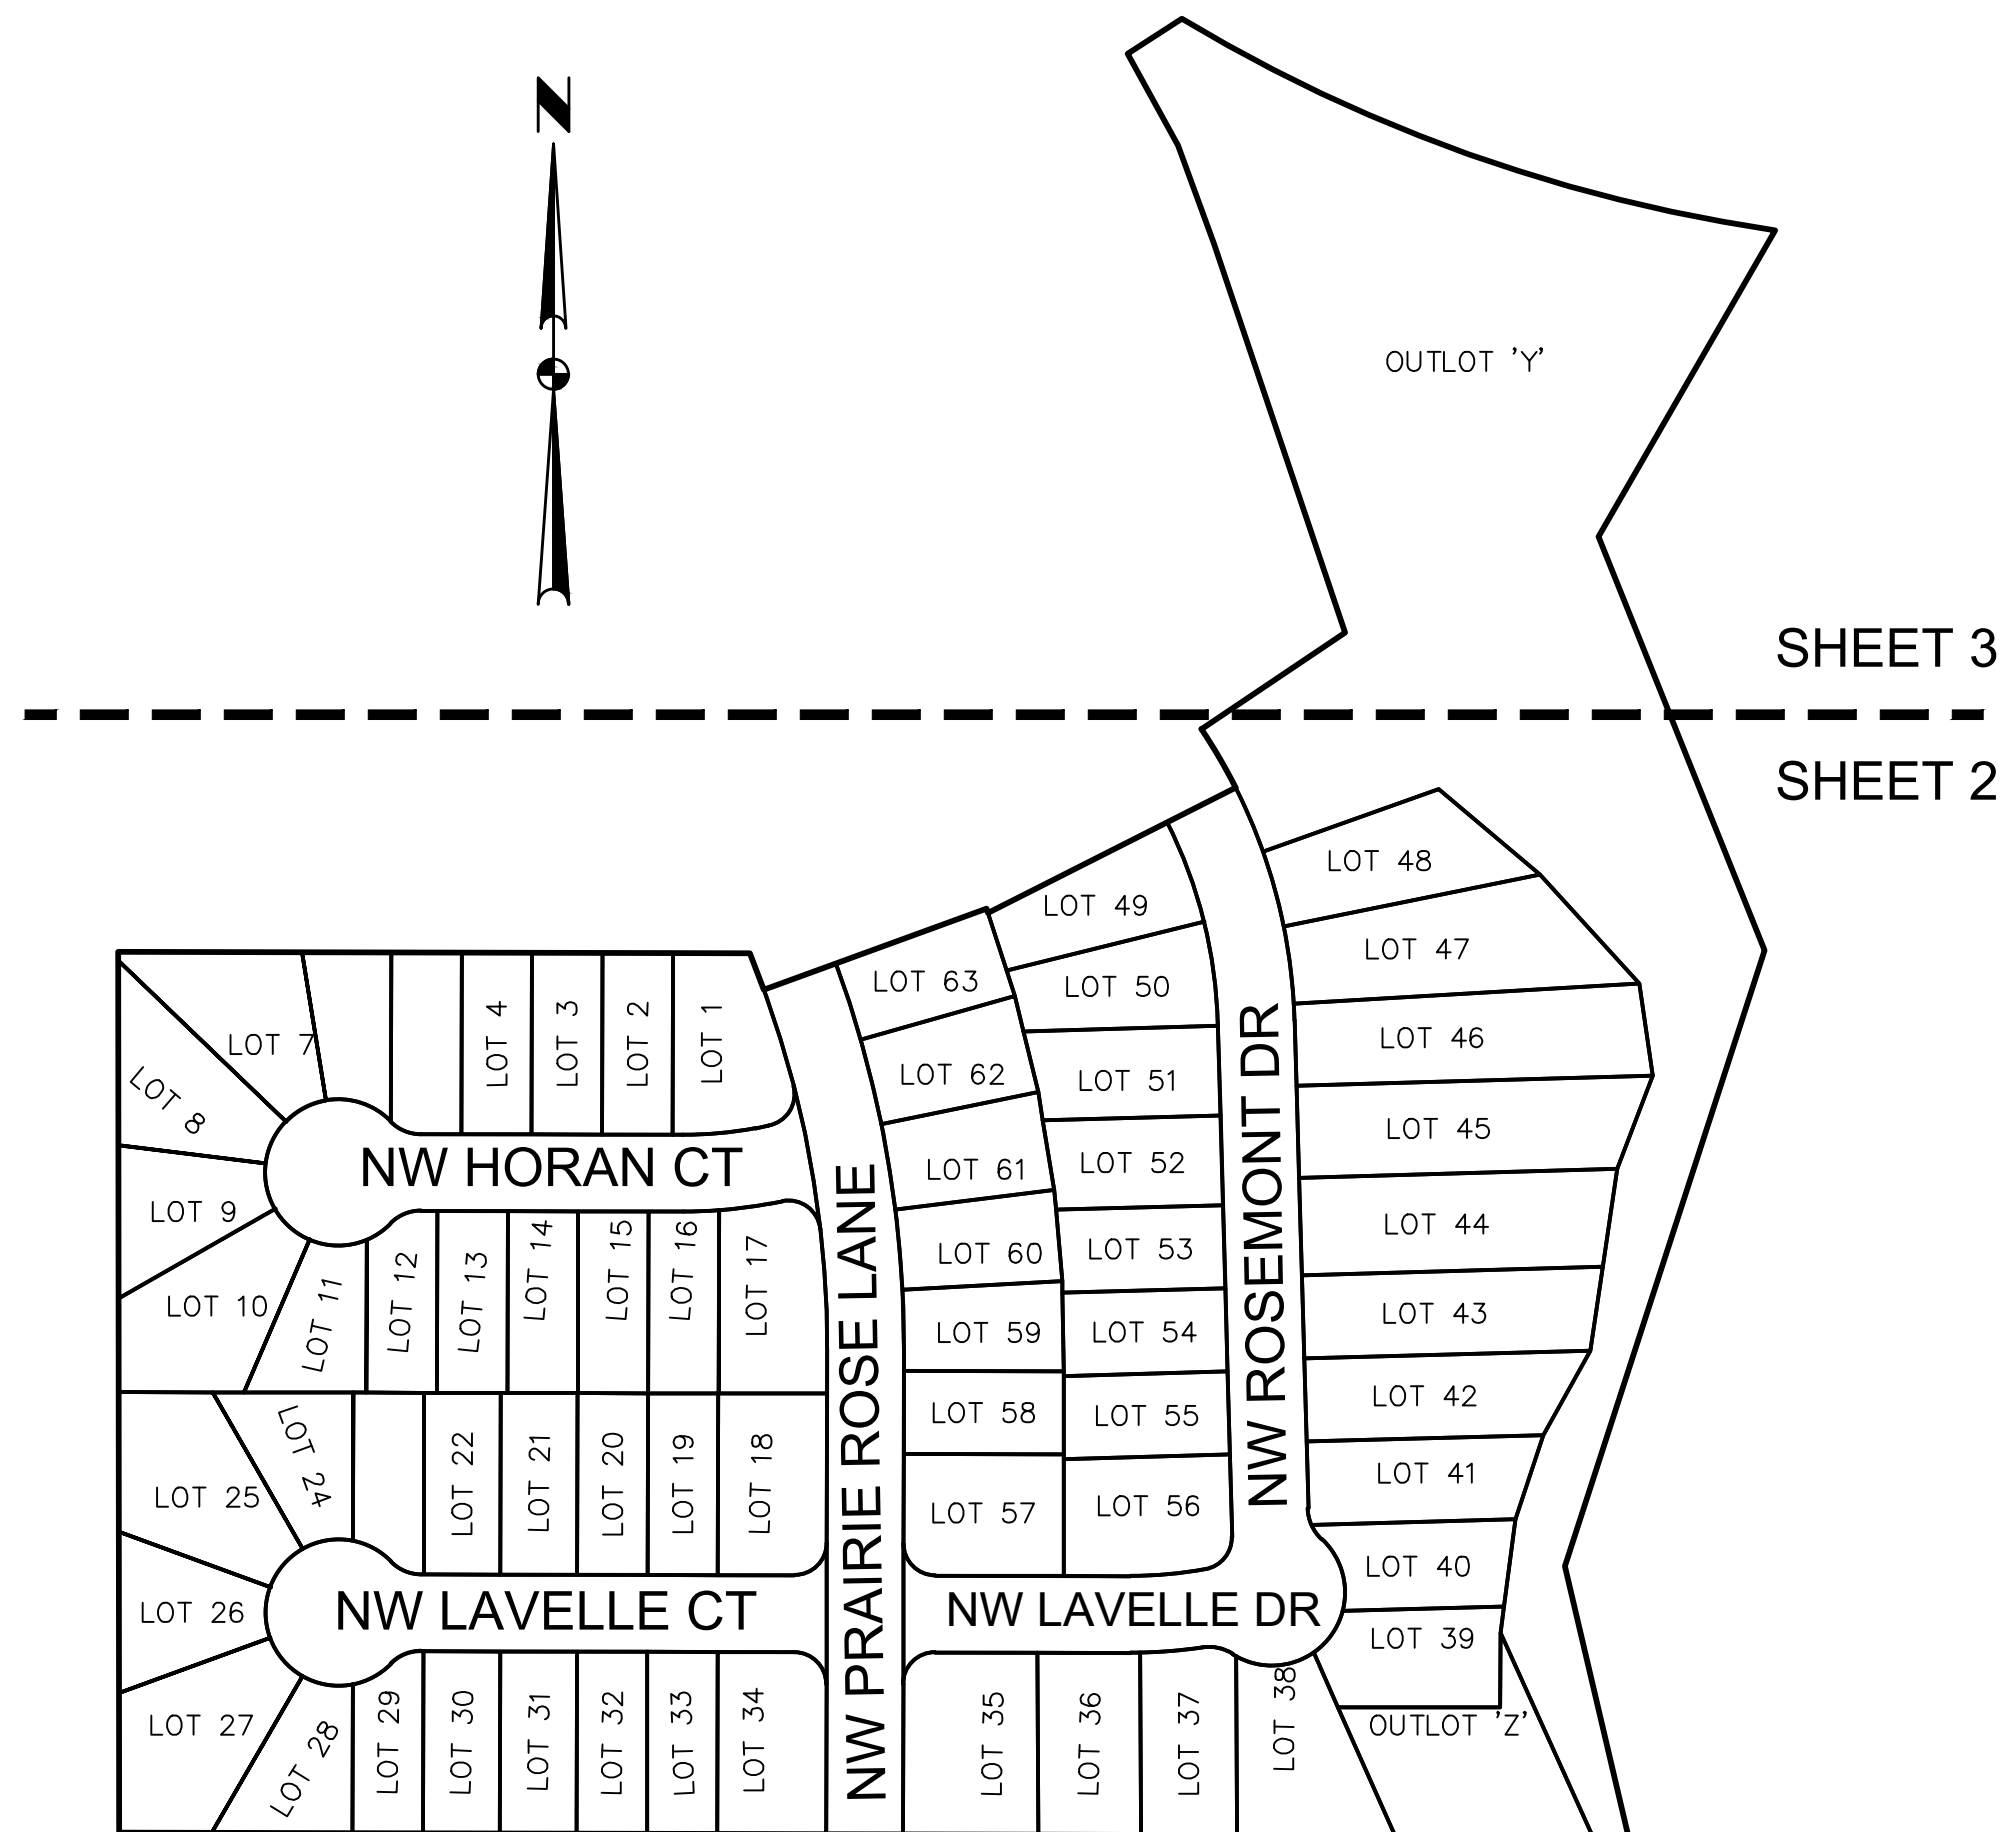 N
OUTLOT 'Y'
SHEET 3
SHEET 2
LOT 48
LOT 49
LOT 47
LOT 63
LOT 50
LOT 4
LOT 3
LOT 2
LOT 1
LOT 7
LOT 46
LOT 62
LOT 51
LOT 8
LOT 45
NW HORAN CT
LOT 61
LOT 52
LOT 9
LOT 44
LOT 60
LOT 53
NW ROSEMONT DR
LOT 10
LOT 11
LOT 12
LOT 13
LOT 14
LOT 15
LOT 16
LOT 17
LOT 43
LOT 59
LOT 54
LOT 42
LOT 58
LOT 55
NW PRAIRIE ROSE LANE
LOT 25
LOT 24
LOT 22
LOT 21
LOT 20
LOT 19
LOT 18
LOT 41
LOT 57
LOT 56
LOT 40
LOT 26
NW LAVELLE CT
NW LAVELLE DR
LOT 39
LOT 27
LOT 28
LOT 29
LOT 30
LOT 31
LOT 32
LOT 33
LOT 34
LOT 35
LOT 36
LOT 37
LOT 38
OUTLOT 'Z'